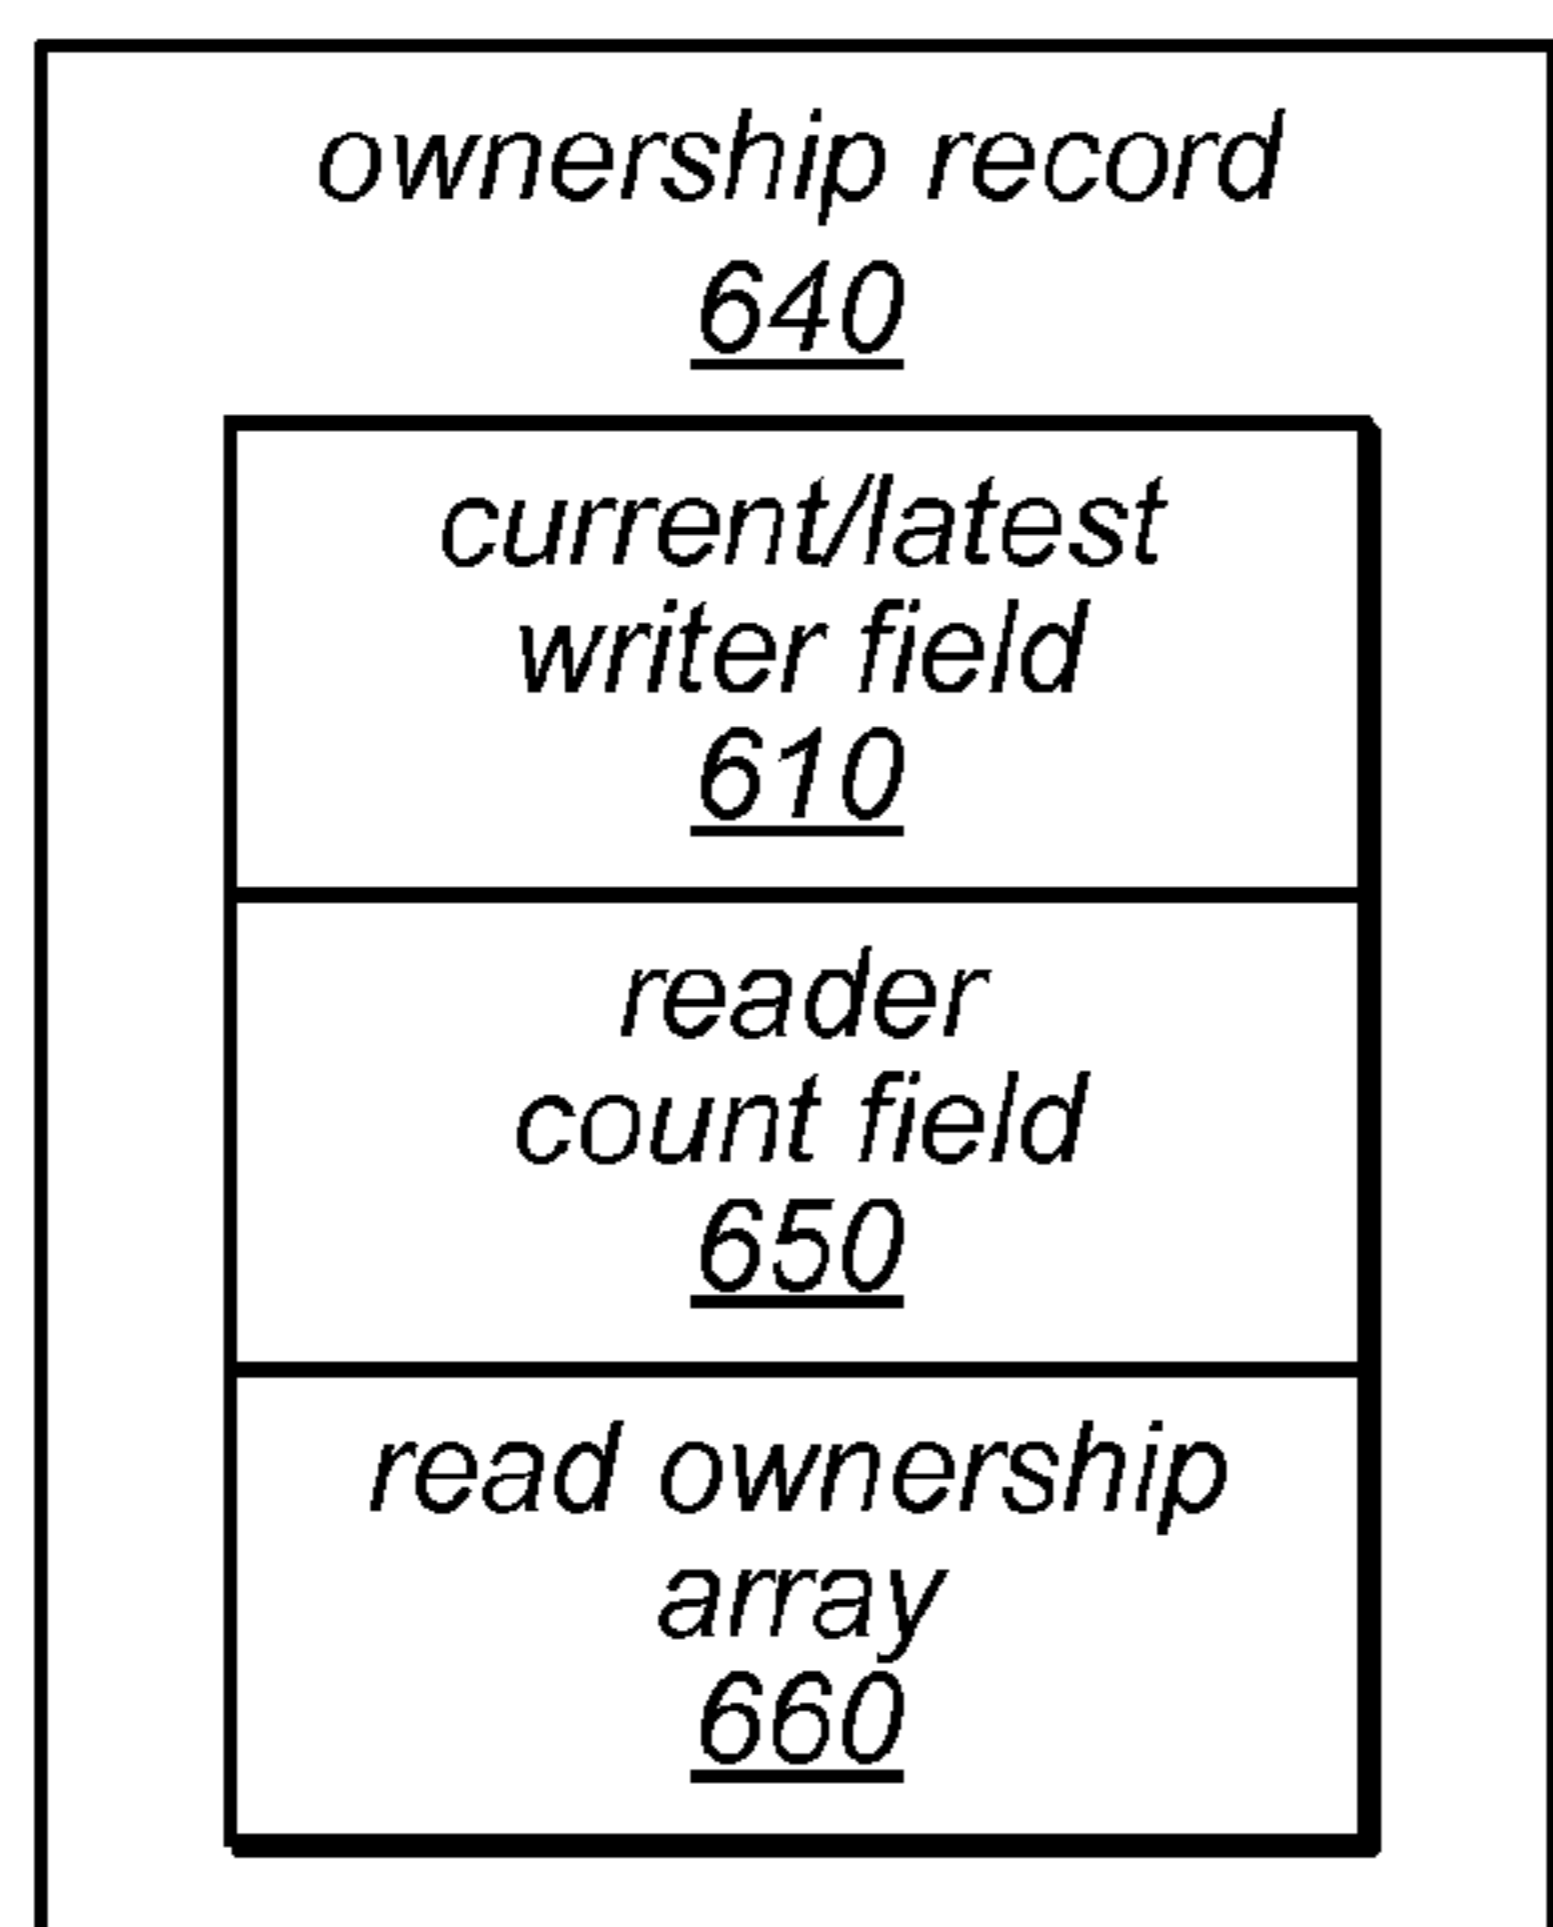 ownership record
640
current/latest
writer field
610
reader
count field
650
read ownership
array
660